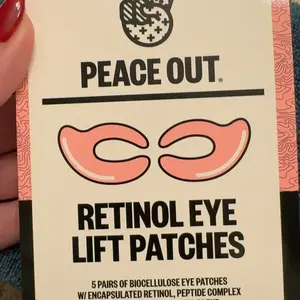 PEACE OUT®
RETINOL EYE
LIFT PATCHES
5 PAIRS OF BIOCELLULOSE EYE PATCHES
W/ ENCAPSULATED RETINOL, PEPTIDE COMPLEX